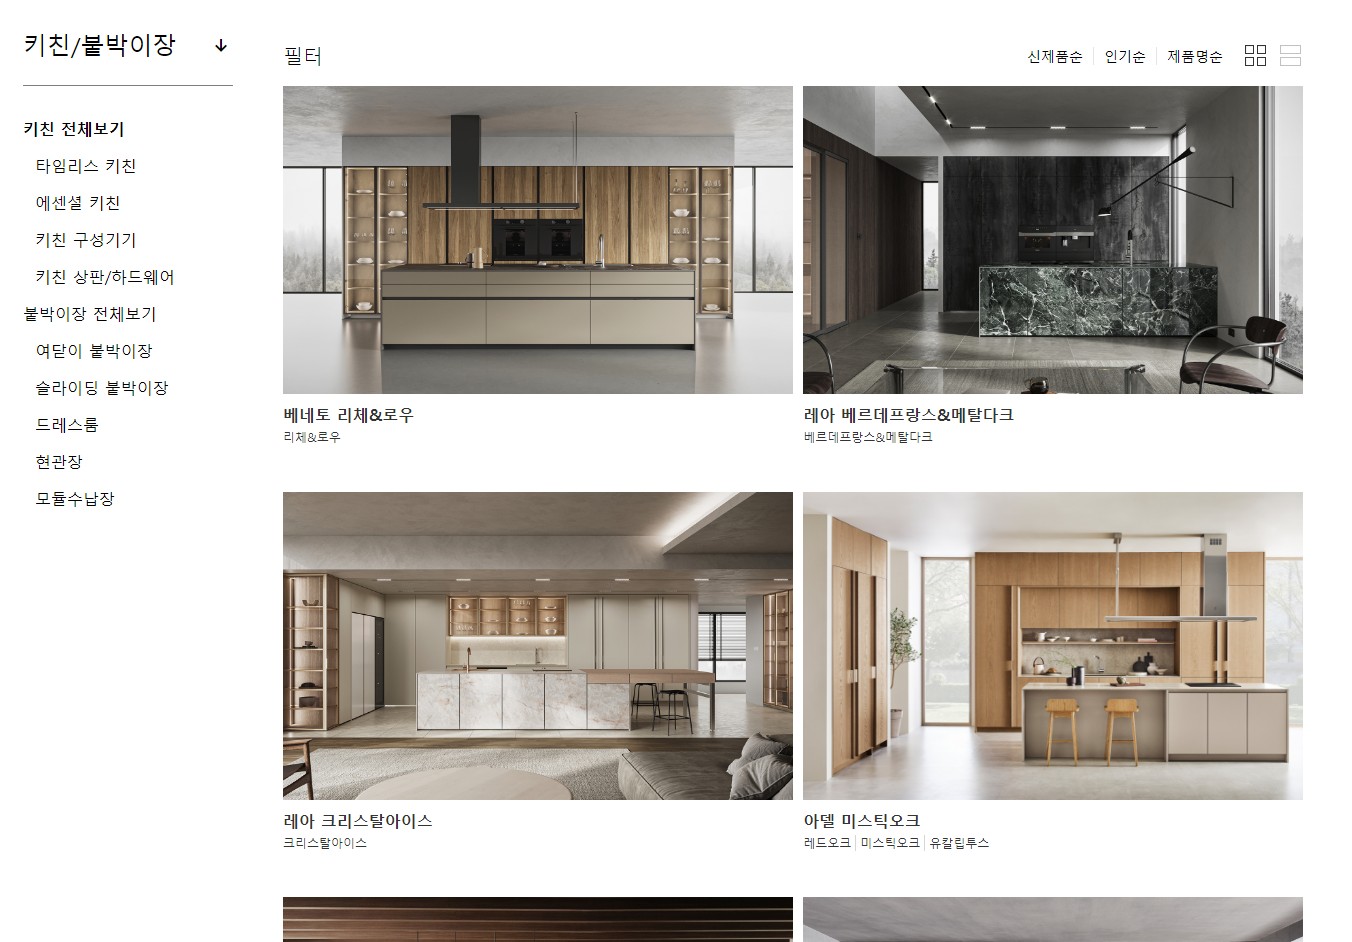 키친/붙박이장
키친 전체보기
타임리스 키친
에센셜 키친
키친 구성기기
키친 상판/하드웨어
붙박이장 전체보기
여닫이 붙박이장
슬라이딩 붙박이장
드레스룸
현관장
모듈수납장
필터
신제품순 | 인기순 | 제품명순
베네토 리체&로우
리체&로우
레아 베르데프랑스&메탈다크
베르데프랑스&메탈다크
레아 크리스탈아이스
크리스탈아이스
아델 미스틱오크
레드오크 | 미스틱오크 | 유칼립투스